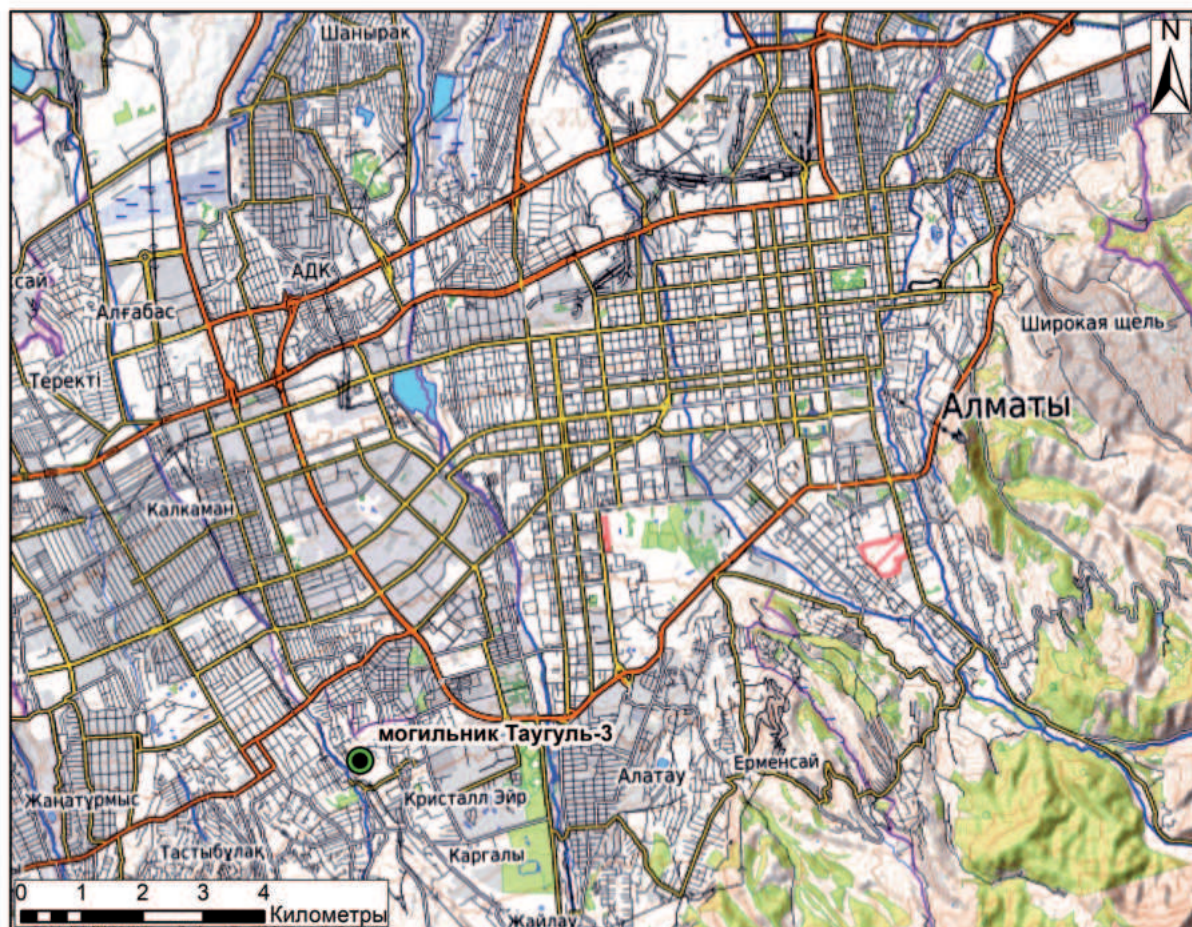 Шанырак
N
АДК
сай
Алғабас
Широкая щель
Теректі
Алматы
Калкаман
могильник Таугуль-3
Ерменсай
Алатау
Жаңатұрмыс
Кристалл Эйр
Тастыбұлақ
Каргалы
0 1 2 3 4
Километры
Жайлау